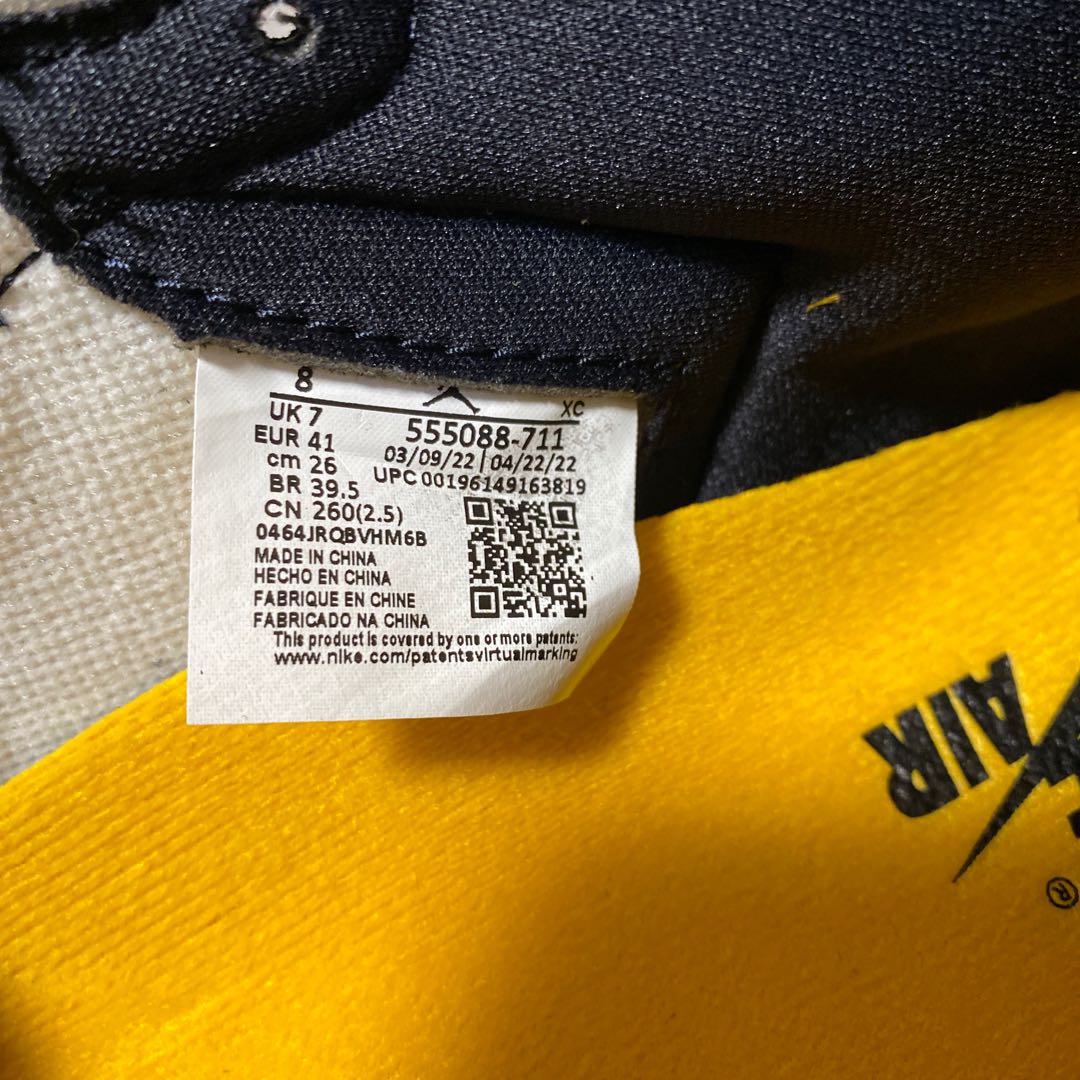 8
XC
UK 7
555088-711
EUR 41
03/09/22 | 04/22/22
cm 26
UPC 00196149163819
BR 39.5
CN 260(2.5)
0464JRQBVHM6B
MADE IN CHINA
HECHO EN CHINA
FABRIQUE EN CHINE
FABRICADO NA CHINA
This product is covered by one or more patents:
www.nike.com/patentsvirtualmarking
AIR
®